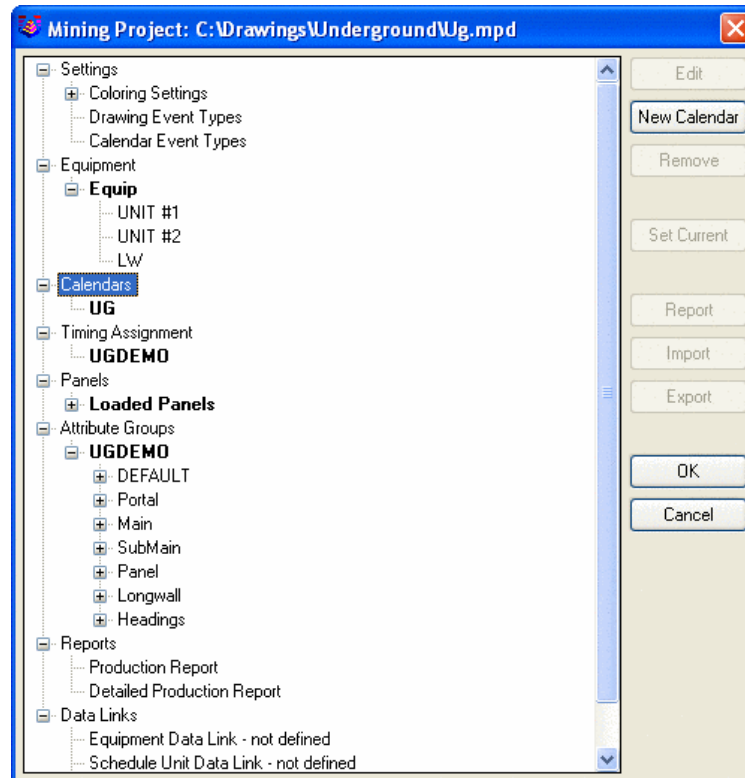 Mining Project: C:\Drawings\Underground\Ug.mpd
Settings
Coloring Settings
Drawing Event Types
Calendar Event Types
Equipment
Equip
UNIT #1
UNIT #2
LW
Calendars
UG
Timing Assignment
UGDEMO
Panels
Loaded Panels
Attribute Groups
UGDEMO
DEFAULT
Portal
Main
SubMain
Panel
Longwall
Headings
Reports
Production Report
Detailed Production Report
Data Links
Equipment Data Link - not defined
Schedule Unit Data Link - not defined
Edit
New Calendar
Remove
Set Current
Report
Import
Export
OK
Cancel